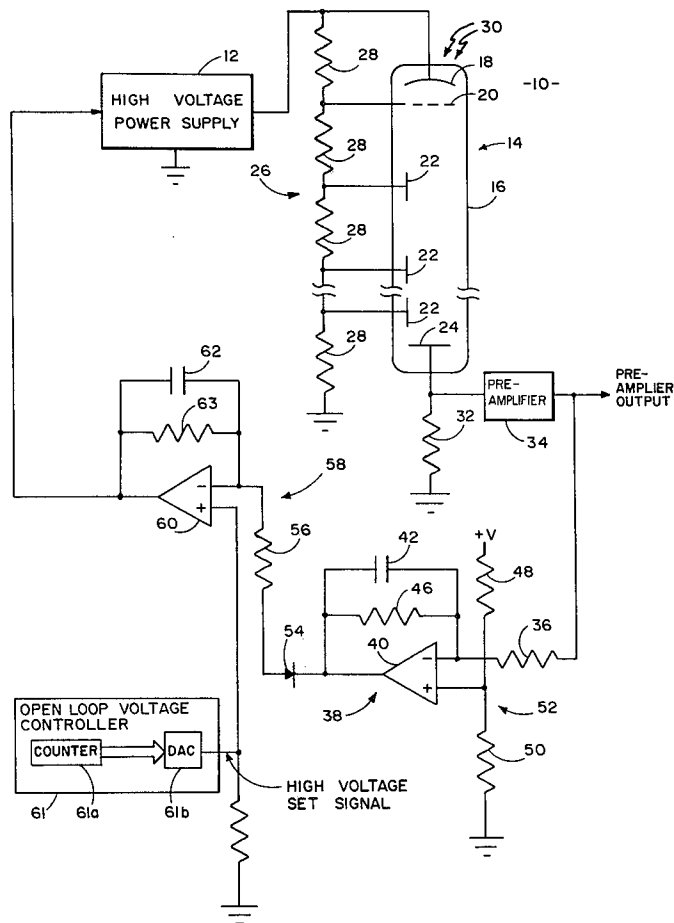 12
HIGH VOLTAGE
POWER SUPPLY
28
30
18
20
-10-
14
28
26
22
16
28
22
22
24
28
62
63
PRE-
AMPLIFIER
34
PRE-
AMPLIER
OUTPUT
32
58
60
56
+V
42
48
46
36
54
40
38
52
50
OPEN LOOP VOLTAGE
CONTROLLER
COUNTER
DAC
61
61a
61b
HIGH VOLTAGE
SET SIGNAL
-
+
-
+